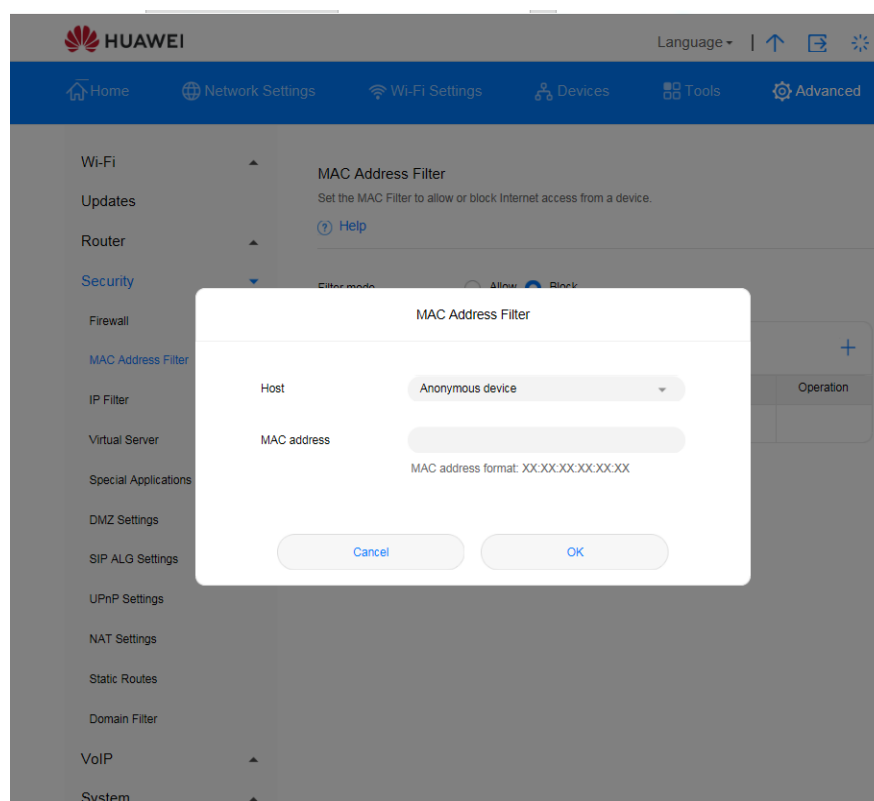 HUAWEI
Language
Home
Network Settings
Wi-Fi Settings
Devices
Tools
Advanced
Wi-Fi
Updates
Router
Security
Firewall
MAC Address Filter
IP Filter
Virtual Server
Special Applications
DMZ Settings
SIP ALG Settings
UPnP Settings
NAT Settings
Static Routes
Domain Filter
VoIP
System
MAC Address Filter
Set the MAC Filter to allow or block Internet access from a device.
? Help
Filter mode Allow Block
Operation
MAC Address Filter
Host Anonymous device
MAC address
MAC address format: XX:XX:XX:XX:XX:XX
Cancel OK